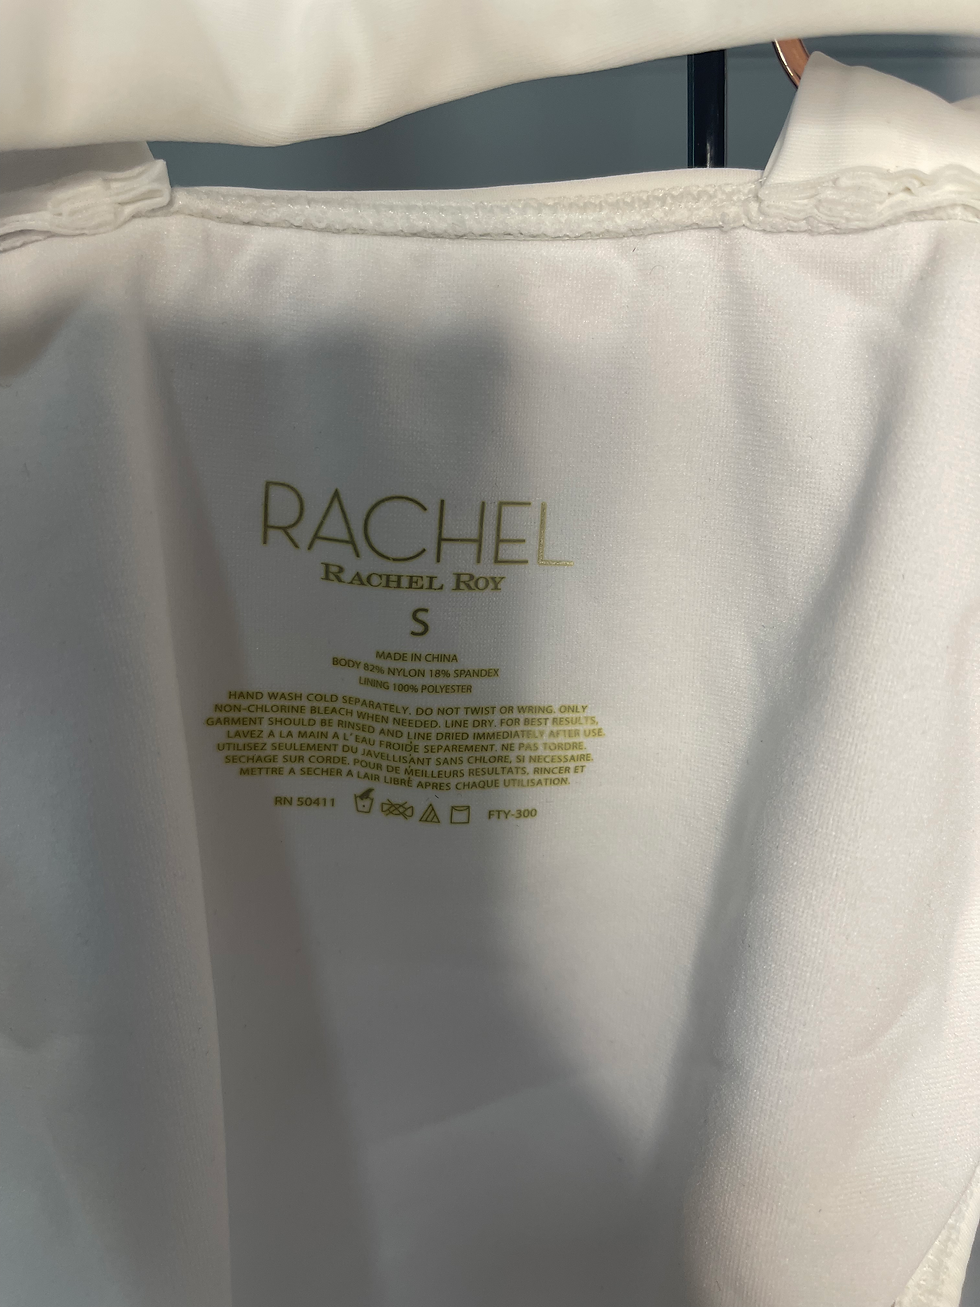 RACHEL
RACHEL ROY
S
MADE IN CHINA
BODY 82% NYLON 18% SPANDEX
LINING 100% POLYESTER
HAND WASH COLD SEPARATELY. DO NOT TWIST OR WRING. ONLY
NON-CHLORINE BLEACH WHEN NEEDED. LINE DRY. FOR BEST RESULTS,
GARMENT SHOULD BE RINSED AND LINE DRIED IMMEDIATELY AFTER USE.
LAVEZ A LA MAIN A L'EAU FROIDE SEPAREMENT. NE PAS TORDRE.
UTILISEZ SEULEMENT DU JAVELLISANT SANS CHLORE, SI NECESSAIRE.
SECHAGE SUR CORDE. POUR DE MEILLEURS RESULTATS, RINCER ET
METTRE A SECHER A LAIR LIBRE APRES CHAQUE UTILISATION.
RN 50411 FTY-300